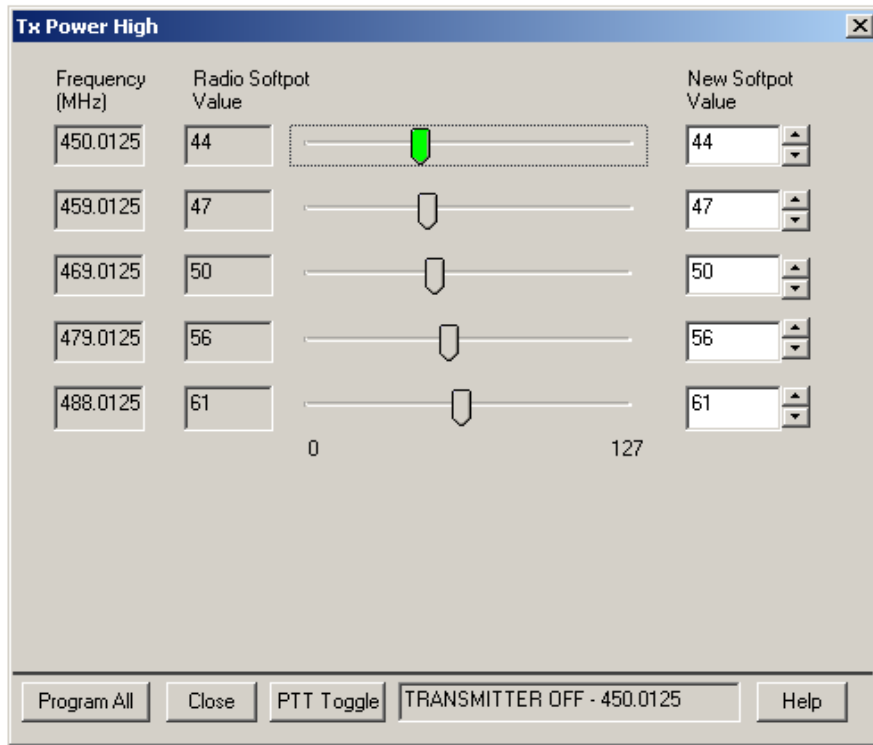 Tx Power High
Frequency (MHz)
Radio Softpot Value
New Softpot Value
450.0125 44 44
459.0125 47 47
469.0125 50 50
479.0125 56 56
488.0125 61 61
0 127
Program All Close PTT Toggle TRANSMITTER OFF - 450.0125 Help